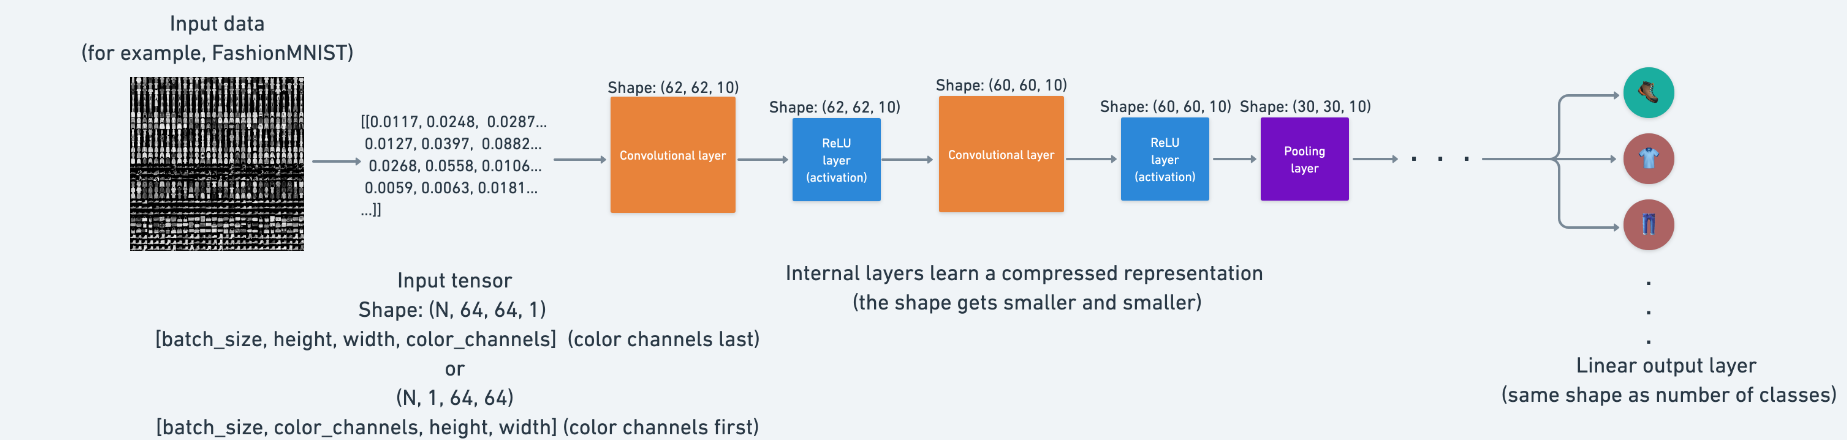 Input data
(for example, FashionMNIST)
[[0.0117, 0.0248, 0.0287...
0.0127, 0.0397, 0.0882...
0.0268, 0.0558, 0.0106...
0.0059, 0.0063, 0.0181...
...]]
Input tensor
Shape: (N, 64, 64, 1)
[batch_size, height, width, color_channels] (color channels last)
or
(N, 1, 64, 64)
[batch_size, color_channels, height, width] (color channels first)
Shape: (62, 62, 10)
Convolutional layer
Shape: (62, 62, 10)
ReLU
layer
(activation)
Shape: (60, 60, 10)
Convolutional layer
Shape: (60, 60, 10)
ReLU
layer
(activation)
Shape: (30, 30, 10)
Pooling
layer
. . .
Internal layers learn a compressed representation
(the shape gets smaller and smaller)
.
.
.
Linear output layer
(same shape as number of classes)